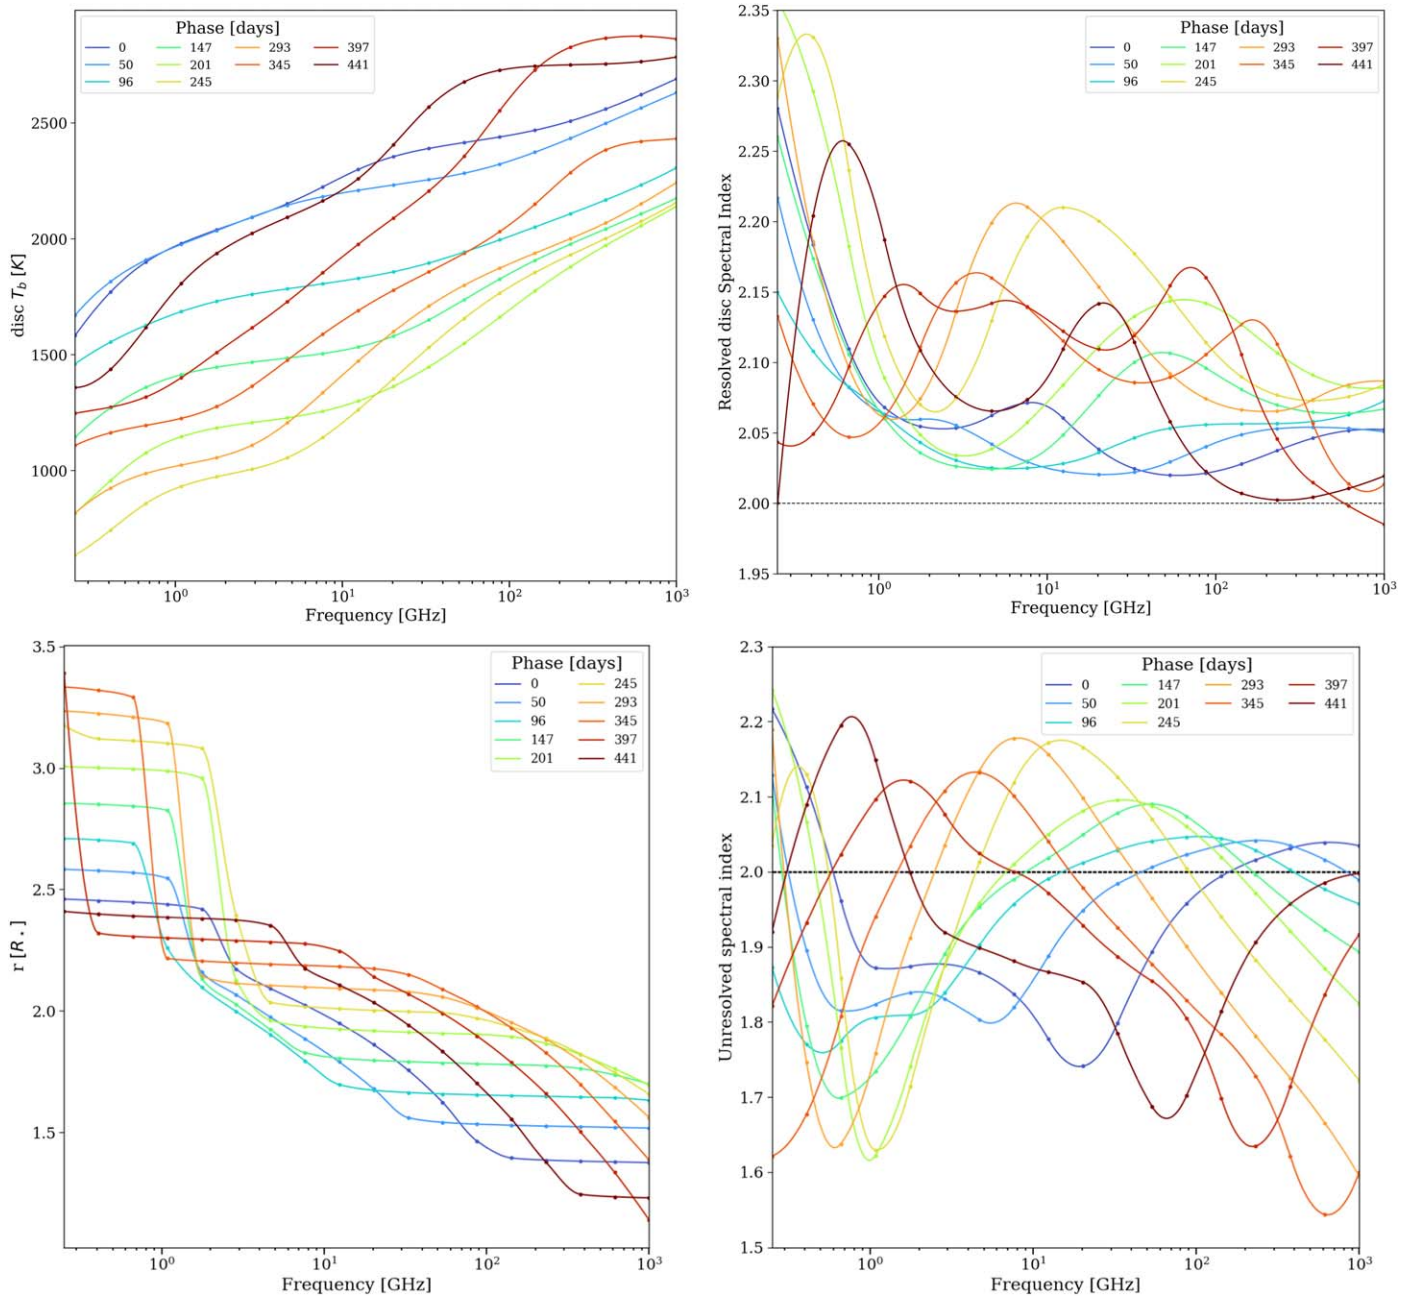 Phase [days]
0 147 293 397
50 201 345 441
96 245
2500
2000
1500
1000
disc T_b [K]
10^0 10^1 10^2 10^3
Frequency [GHz]
Phase [days]
0 147 293 397
50 201 345 441
96 245
2.35
2.30
2.25
2.20
2.15
2.10
2.05
2.00
1.95
Resolved disc Spectral Index
10^0 10^1 10^2 10^3
Frequency [GHz]
Phase [days]
0 245
50 293
96 345
147 397
201 441
3.5
3.0
2.5
2.0
1.5
r [R⋆]
10^0 10^1 10^2 10^3
Frequency [GHz]
Phase [days]
0 147 293 397
50 201 345 441
96 245
2.3
2.2
2.1
2.0
1.9
1.8
1.7
1.6
1.5
Unresolved spectral index
10^0 10^1 10^2 10^3
Frequency [GHz]